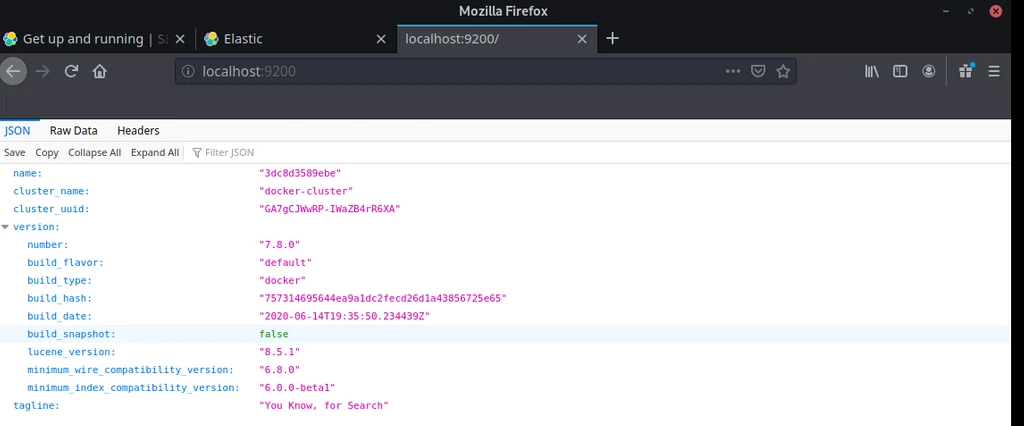 Mozilla Firefox
Get up and running | S
Elastic
localhost:9200/
localhost:9200
JSON Raw Data Headers
Save Copy Collapse All Expand All Filter JSON
name: "3dc8d3589ebe"
cluster_name: "docker-cluster"
cluster_uuid: "GA7gCJWwRP-IWaZB4rR6XA"
version:
number: "7.8.0"
build_flavor: "default"
build_type: "docker"
build_hash: "757314695644ea9a1dc2fecd26d1a43856725e65"
build_date: "2020-06-14T19:35:50.234439Z"
build_snapshot: false
lucene_version: "8.5.1"
minimum_wire_compatibility_version: "6.8.0"
minimum_index_compatibility_version: "6.0.0-beta1"
tagline: "You Know, for Search"